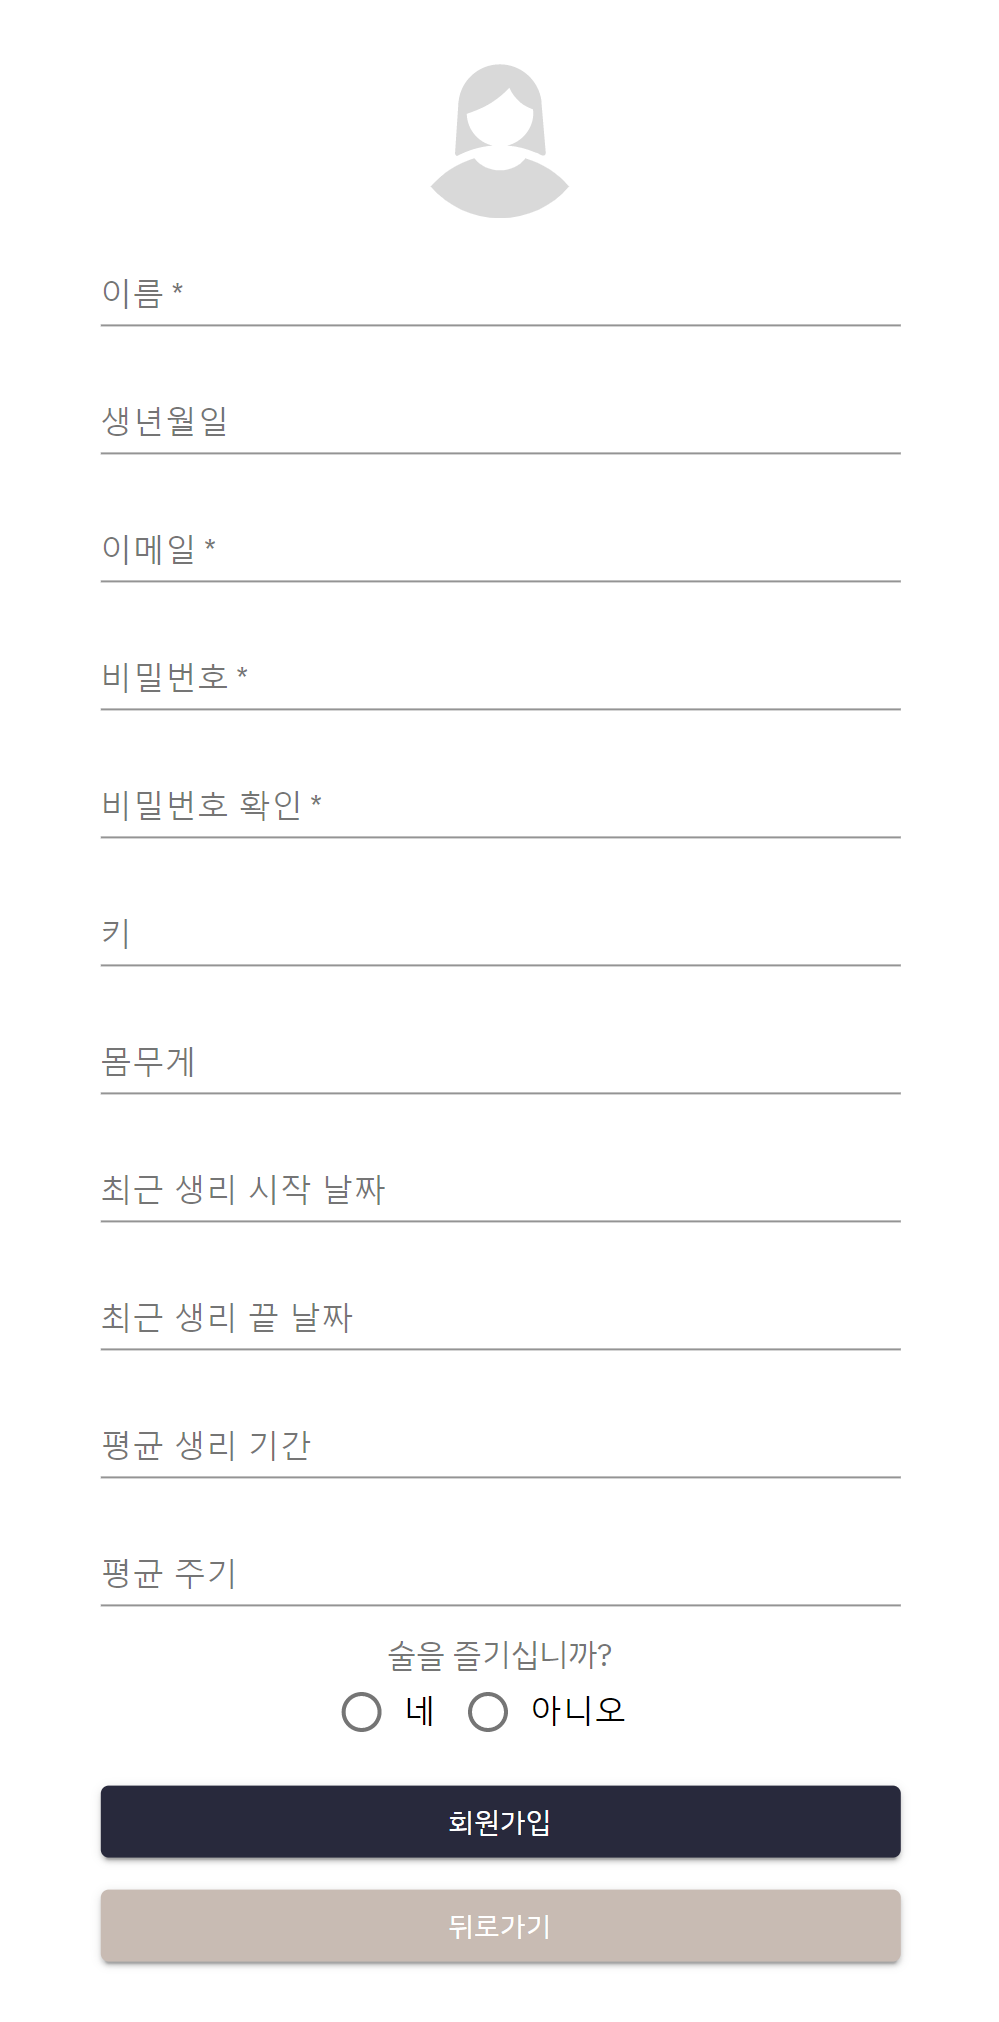 이름 *
생년월일
이메일 *
비밀번호 *
비밀번호 확인 *
키
몸무게
최근 생리 시작 날짜
최근 생리 끝 날짜
평균 생리 기간
평균 주기
술을 즐기십니까?
네 아니오
회원가입
뒤로가기